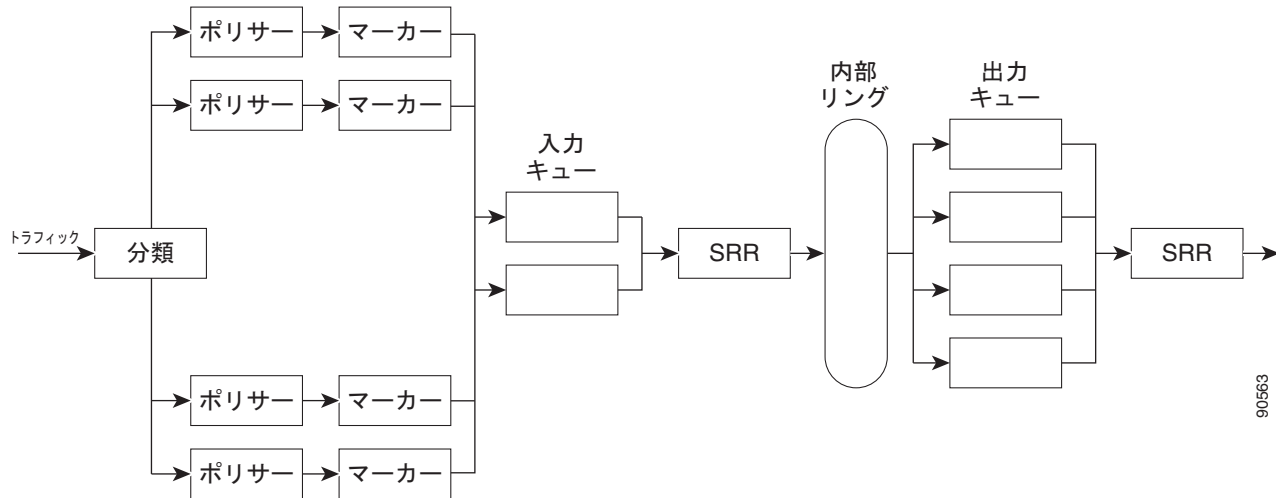 ポリサー
マーカー
ポリサー
マーカー
内部
リング
出力
キュー
入力
キュー
トラフィック
分類
SRR
SRR
ポリサー
マーカー
ポリサー
マーカー
90563